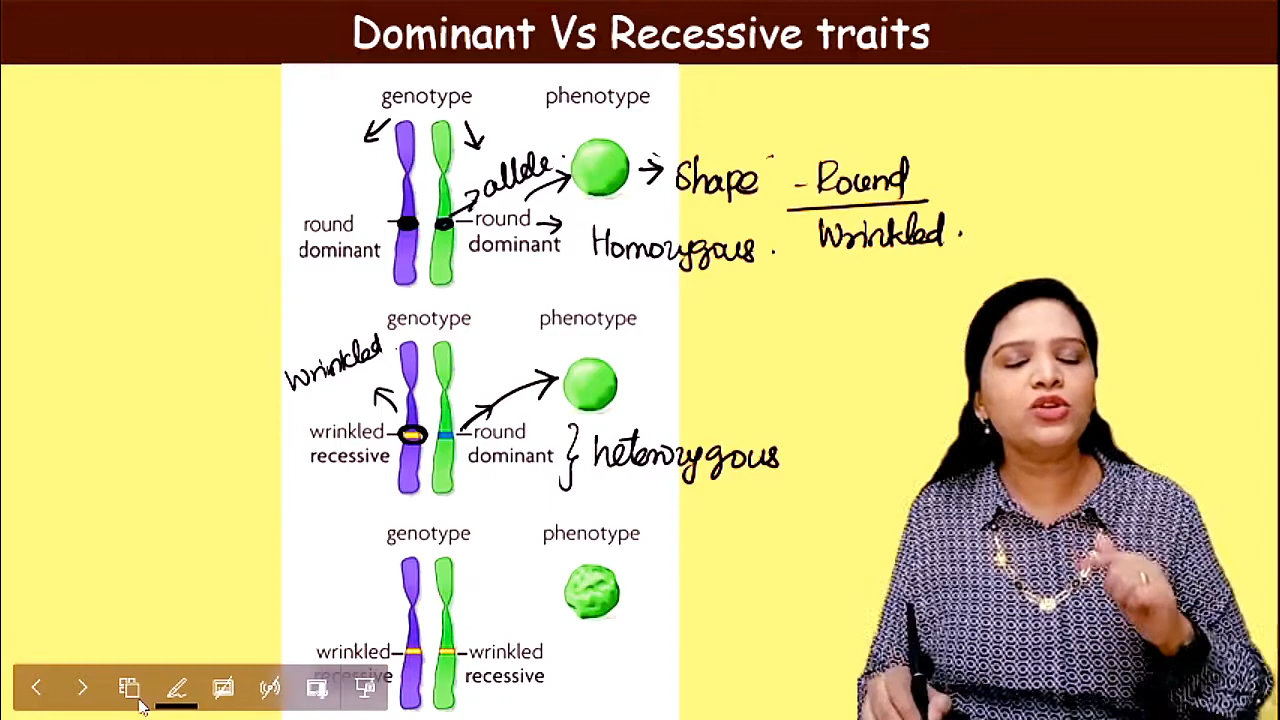 Dominant Vs Recessive traits
genotype phenotype
allele.
Shape - Round
Wrinkled.
round dominant
round dominant
Homozygous.
genotype phenotype
Wrinkled.
wrinkled recessive
round dominant
heterozygous
genotype phenotype
wrinkled recessive
wrinkled recessive